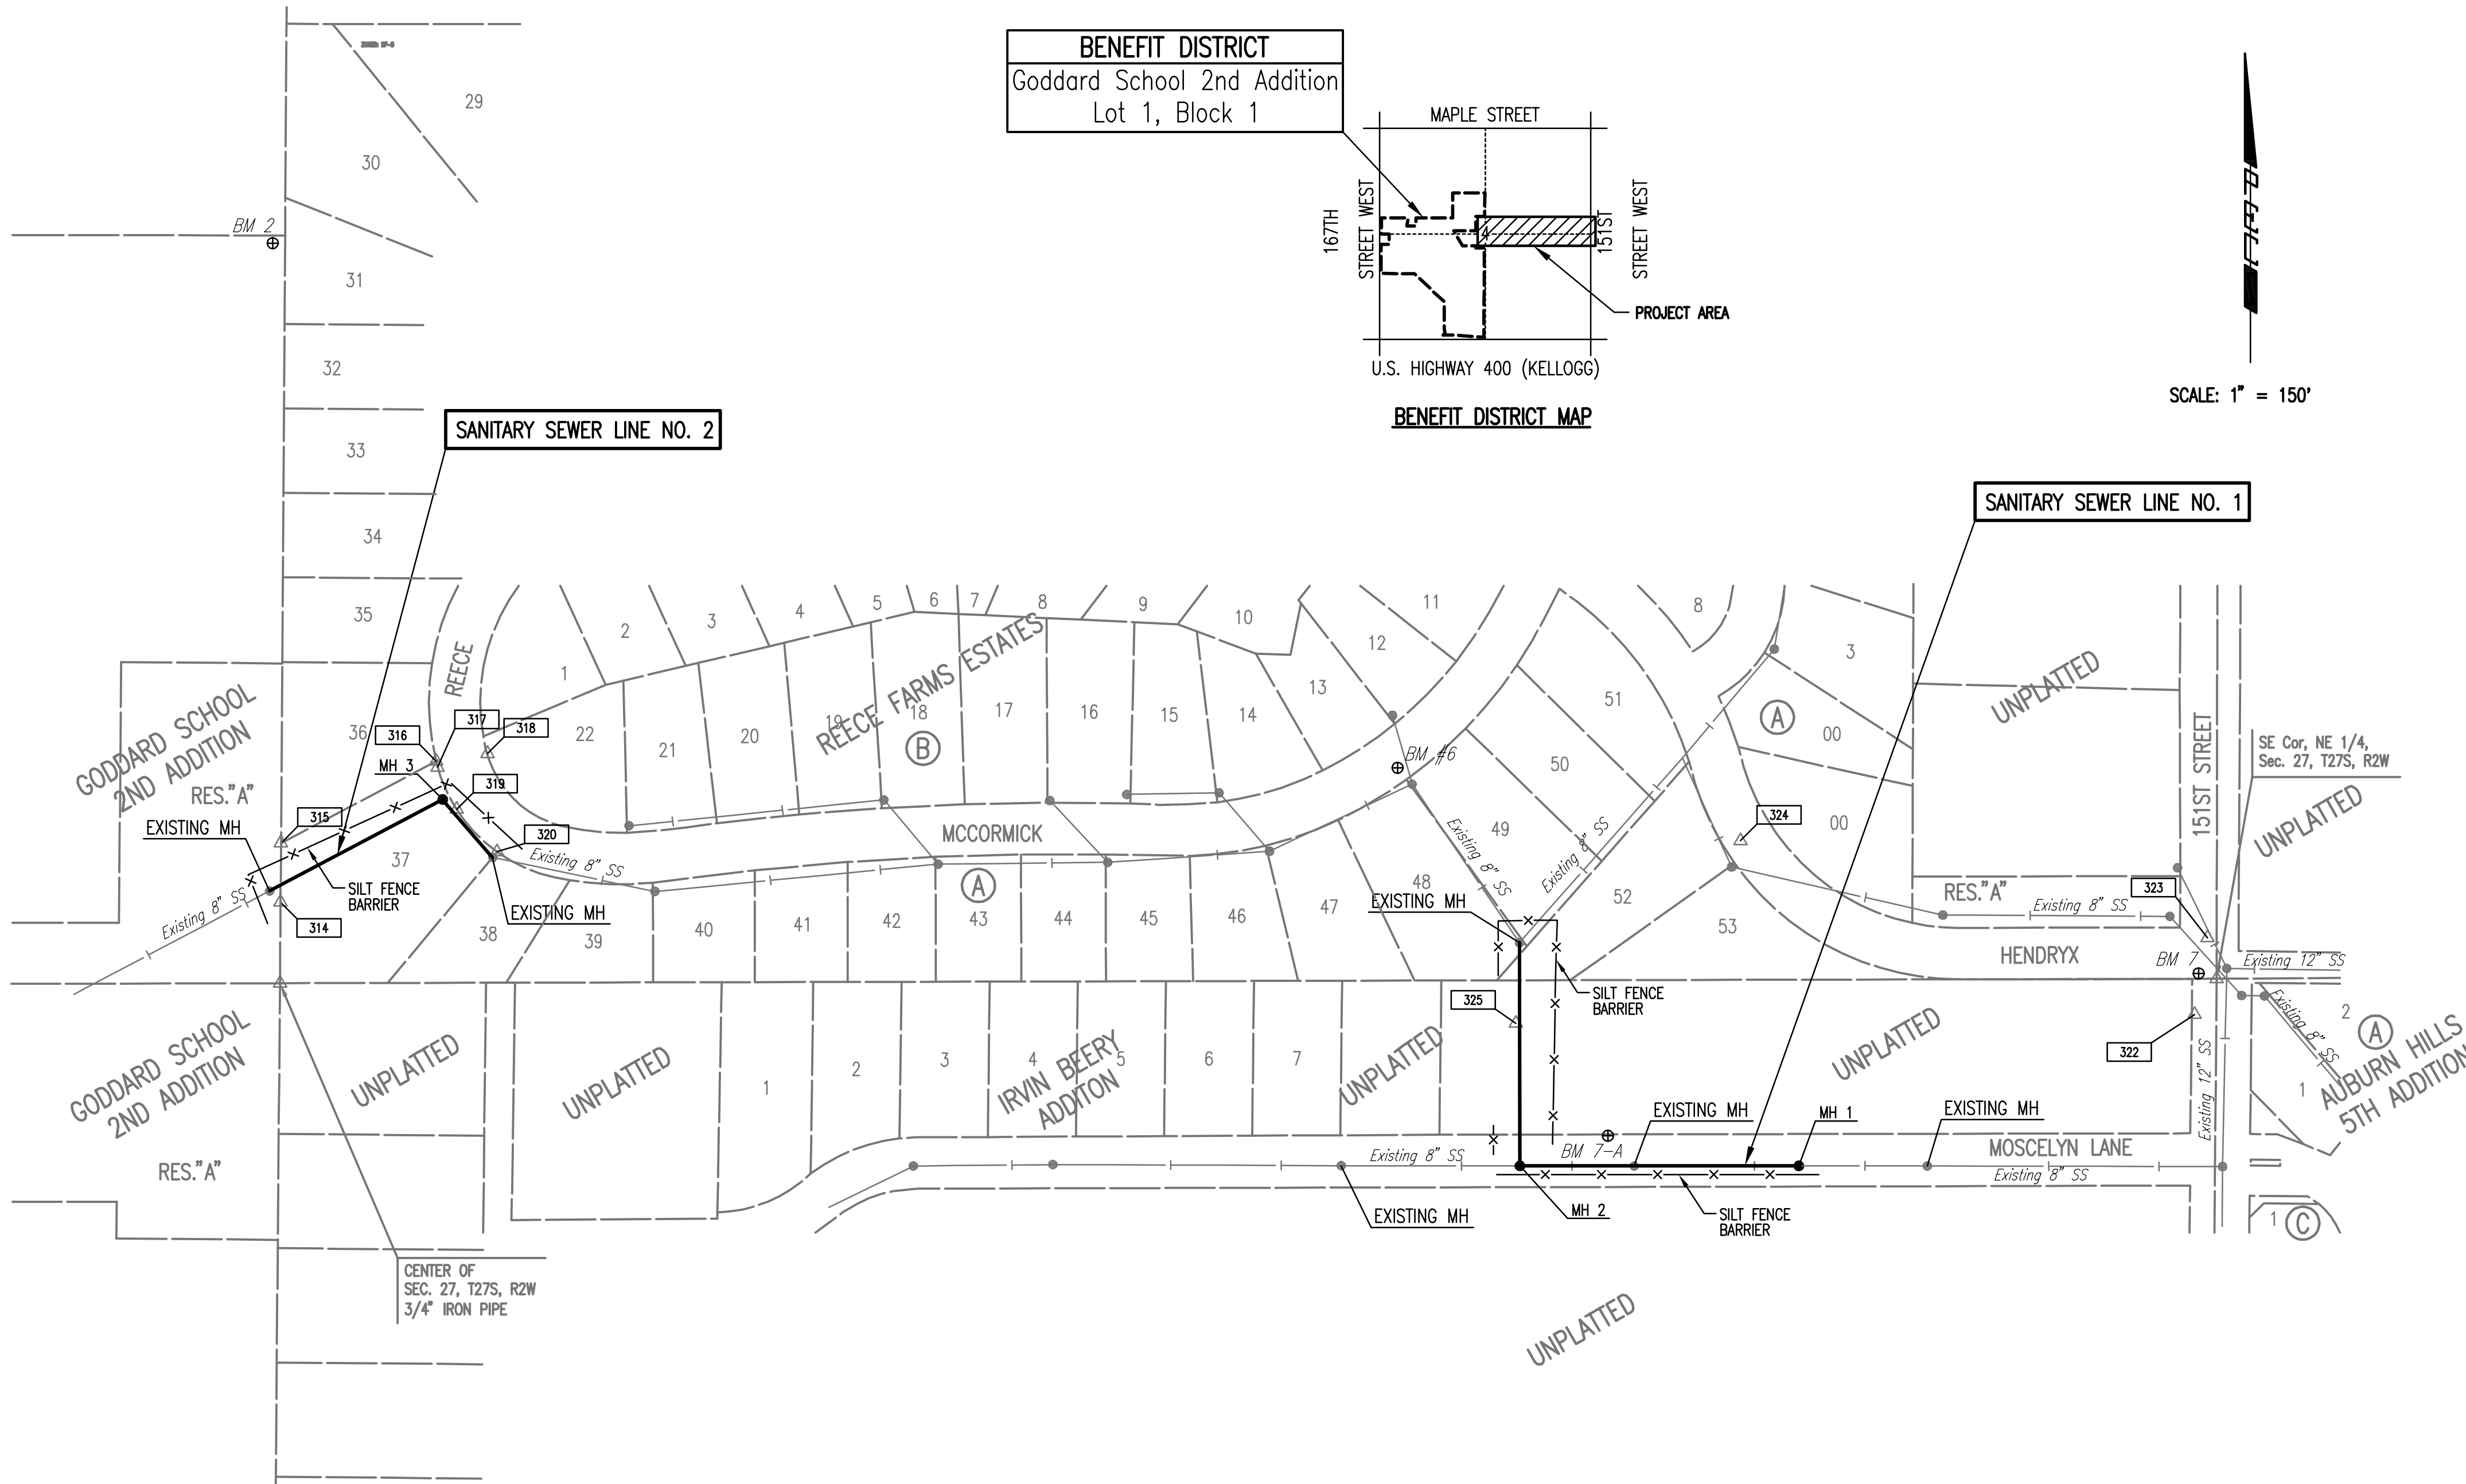 BENEFIT DISTRICT
Goddard School 2nd Addition
Lot 1, Block 1
MAPLE STREET
167TH
STREET WEST
4
151ST
STREET WEST
PROJECT AREA
U.S. HIGHWAY 400 (KELLOGG)
BENEFIT DISTRICT MAP
SCALE: 1" = 150'
29
30
BM 2
31
32
33
34
35
36
SANITARY SEWER LINE NO. 2
SANITARY SEWER LINE NO. 1
REECE
1
2
3
4
5
6
7
8
9
10
11
12
13
REECE FARMS ESTATES
22
21
20
19
18
17
16
15
14
B
8
51
50
49
3
A
00
00
UNPLATTED
151ST STREET
SE Cor, NE 1/4,
Sec. 27, T27S, R2W
UNPLATTED
GODDARD SCHOOL
2ND ADDITION
RES."A"
316
317
318
MH 3
319
315
320
EXISTING MH
37
SILT FENCE
BARRIER
314
Existing 8" SS
Existing 8" SS
EXISTING MH
MCCORMICK
BM #6
Existing 8" SS
Existing 8" SS
324
A
38
39
40
41
42
43
44
45
46
47
48
EXISTING MH
52
53
RES."A"
Existing 8" SS
323
HENDRYX
BM 7
Existing 12" SS
SILT FENCE
BARRIER
325
322
Existing 12" SS
Existing 8" SS
2
A
1
AUBURN HILLS
5TH ADDITION
GODDARD SCHOOL
2ND ADDITION
UNPLATTED
UNPLATTED
1
2
3
4
5
6
7
IRVIN BEERY
ADDITON
UNPLATTED
UNPLATTED
EXISTING MH
MH 1
EXISTING MH
RES."A"
Existing 8" SS
BM 7-A
MOSCELYN LANE
Existing 8" SS
EXISTING MH
MH 2
SILT FENCE
BARRIER
1
C
CENTER OF
SEC. 27, T27S, R2W
3/4" IRON PIPE
UNPLATTED